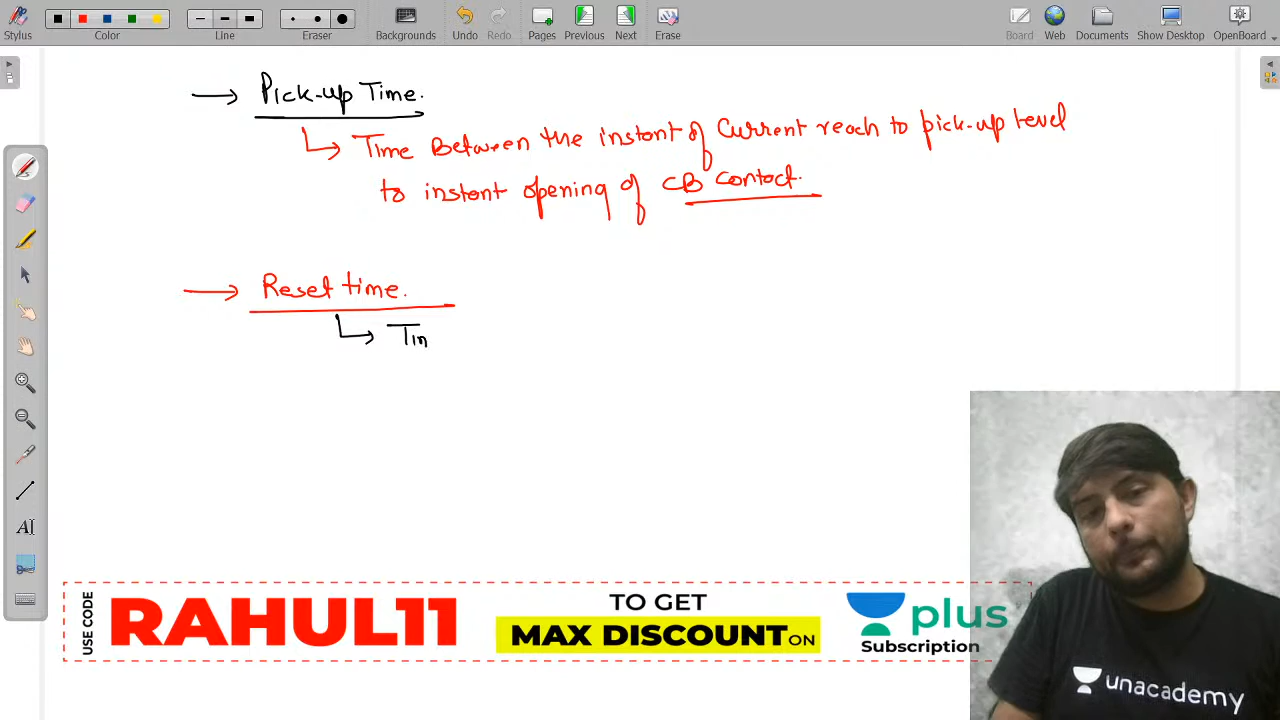 Stylus
Color
Line
Eraser
Backgrounds
Undo
Redo
Pages
Previous
Next
Erase
Board
Web
Documents
Show Desktop
OpenBoard
Pick-up Time.
Time Between the instant of Current reach to pick-up level
to instant opening of CB contact.
Reset time.
Tim
USE CODE
RAHUL11
TO GET
MAX DISCOUNT ON
plus
Subscription
unacademy